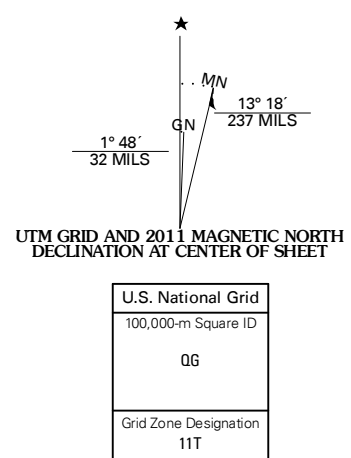 MN
13° 18´
237 MILS
GN
1° 48´
32 MILS
UTM GRID AND 2011 MAGNETIC NORTH
DECLINATION AT CENTER OF SHEET
U.S. National Grid
100,000-m Square ID
QG
Grid Zone Designation
11T